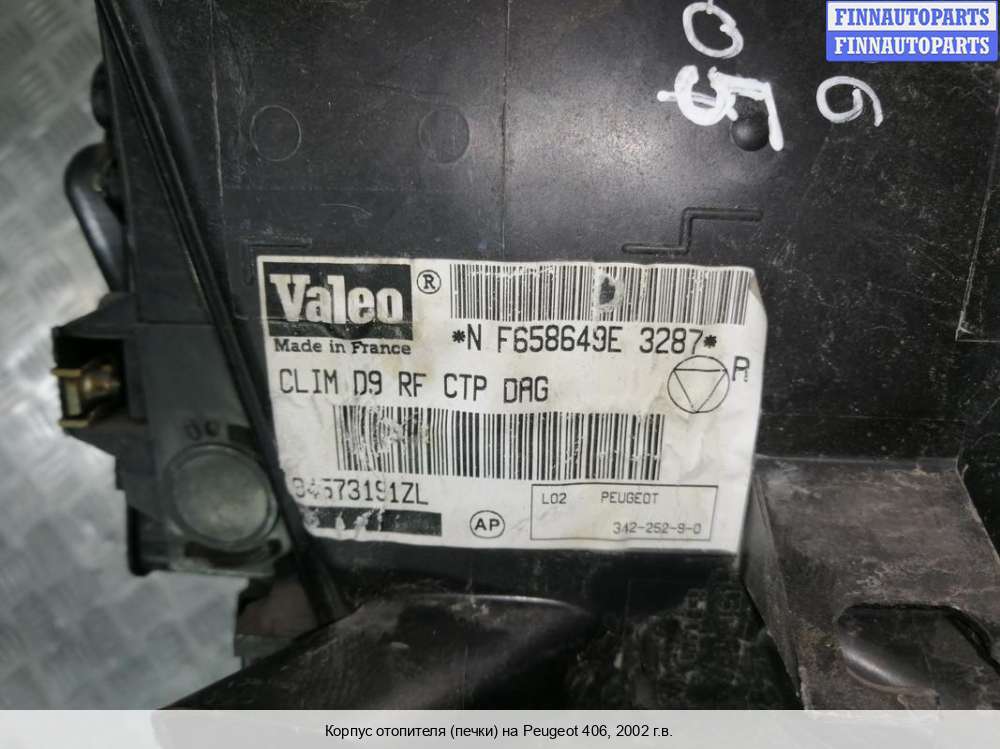 FINNAUTOPARTS
FINNAUTOPARTS
Valeo ®
Made in France
*N F658649E 3287*
R
CLIM D9 RF CTP DAG
L02 PEUGEOT
342-252-9-0
AP
Корпус отопителя (печки) на Peugeot 406, 2002 г.в.